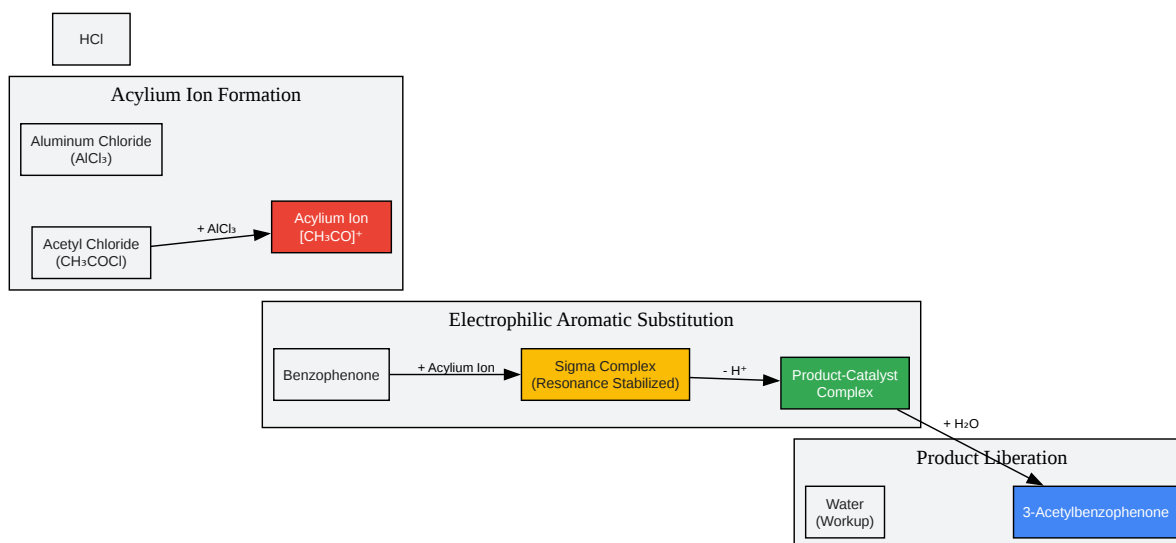 HCl
Acylium Ion Formation
Aluminum Chloride
(AlCl₃)
+ AlCl₃
Acylium Ion
[CH₃CO]⁺
Acetyl Chloride
(CH₃COCl)
Electrophilic Aromatic Substitution
Benzophenone
+ Acylium Ion
Sigma Complex
(Resonance Stabilized)
- H⁺
Product-Catalyst
Complex
+ H₂O
Product Liberation
Water
(Workup)
3-Acetylbenzophenone